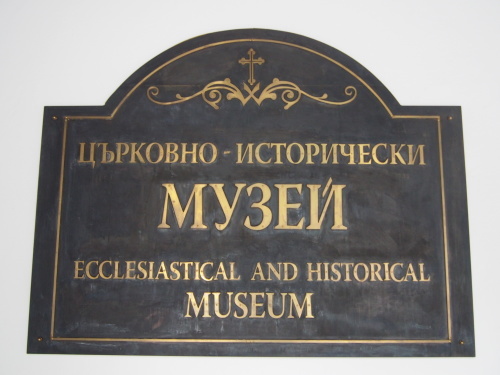 ЦЪРКОВНО - ИСТОРИЧЕСКИ
МУЗЕЙ
ECCLESIASTICAL AND HISTORICAL
MUSEUM